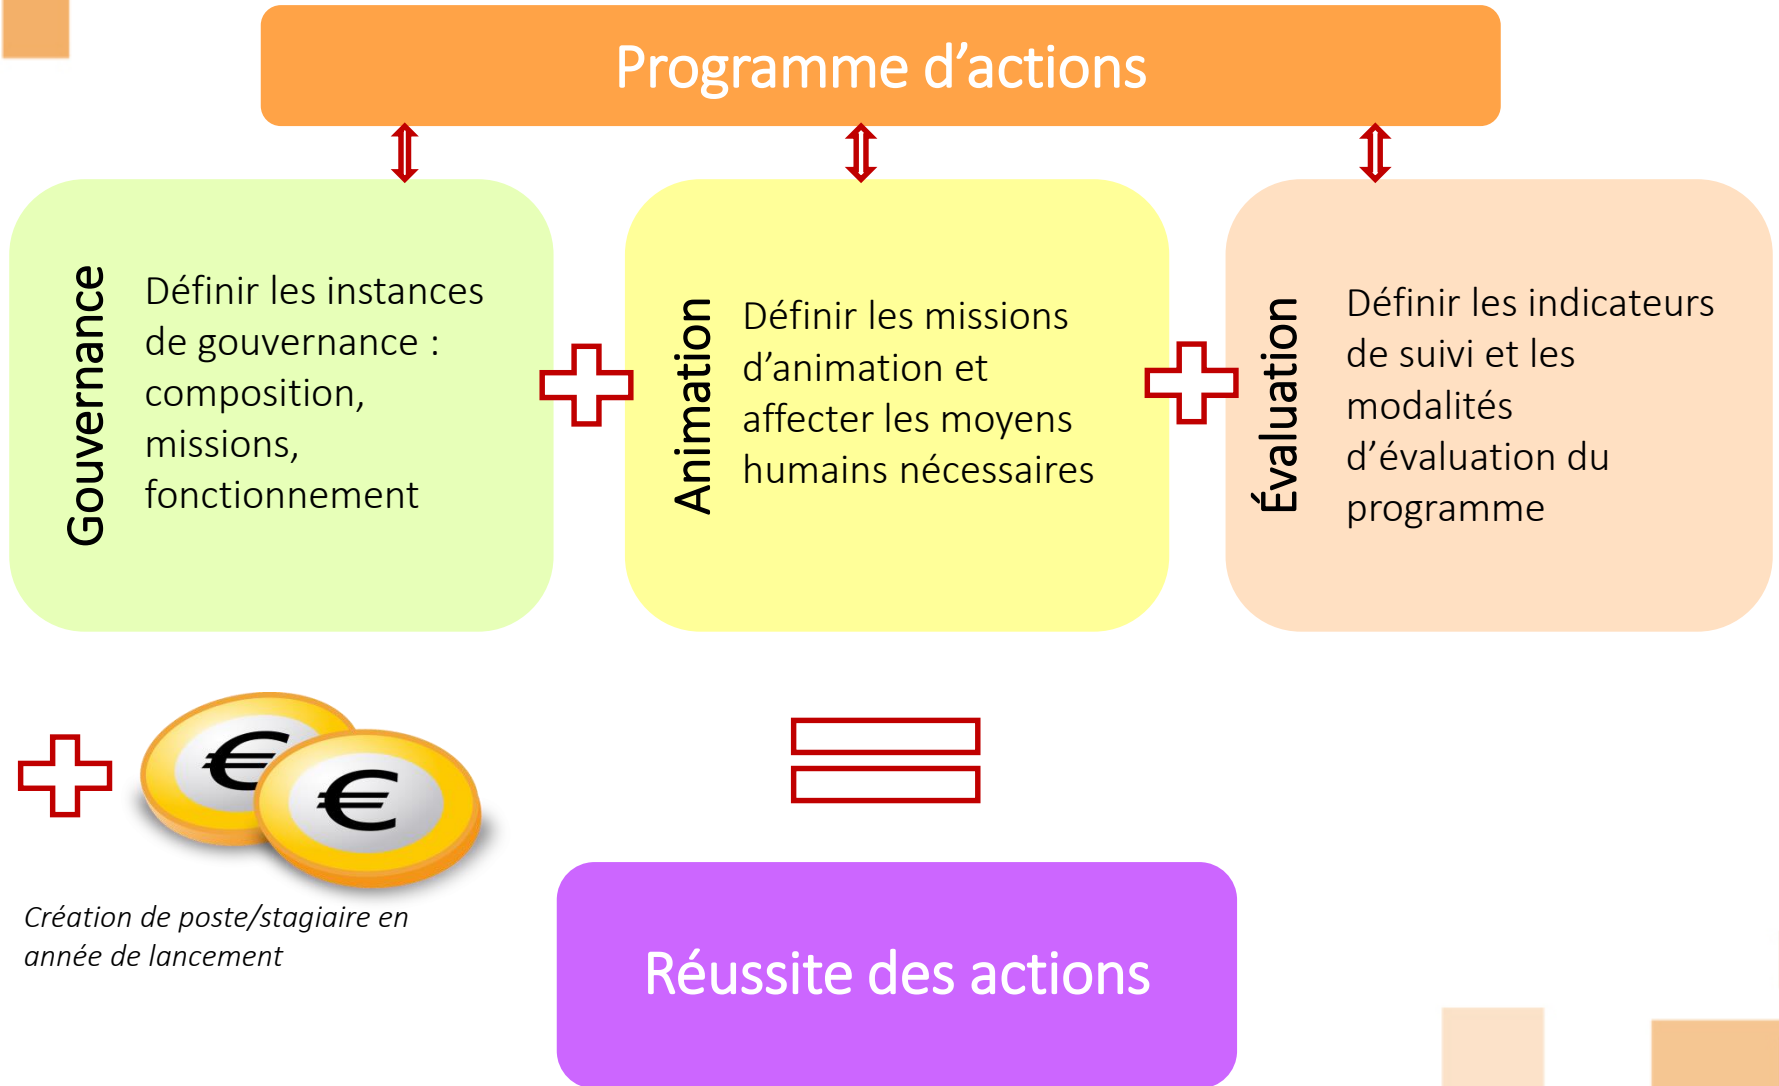 Programme d’actions
Gouvernance
Définir les instances
de gouvernance :
composition,
missions,
fonctionnement
Animation
Définir les missions
d’animation et
affecter les moyens
humains nécessaires
Évaluation
Définir les indicateurs
de suivi et les
modalités
d’évaluation du
programme
€
€
Création de poste/stagiaire en
année de lancement
Réussite des actions